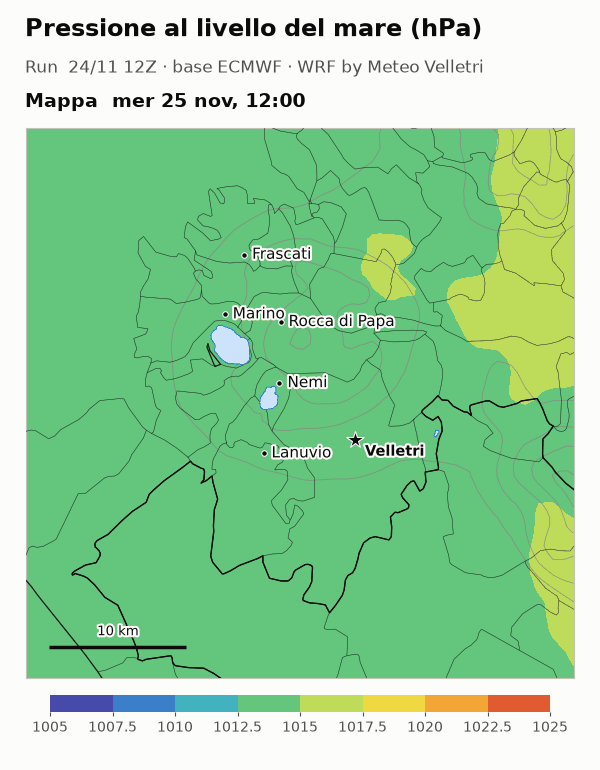 Pressione al livello del mare (hPa)
Run  24/11 12Z · base ECMWF · WRF by Meteo Velletri
Mappa  mer 25 nov, 12:00
Frascati
Marino
Rocca di Papa
Nemi
Velletri
Lanuvio
10 km
1005 1007.5 1010 1012.5 1015 1017.5 1020 1022.5 1025